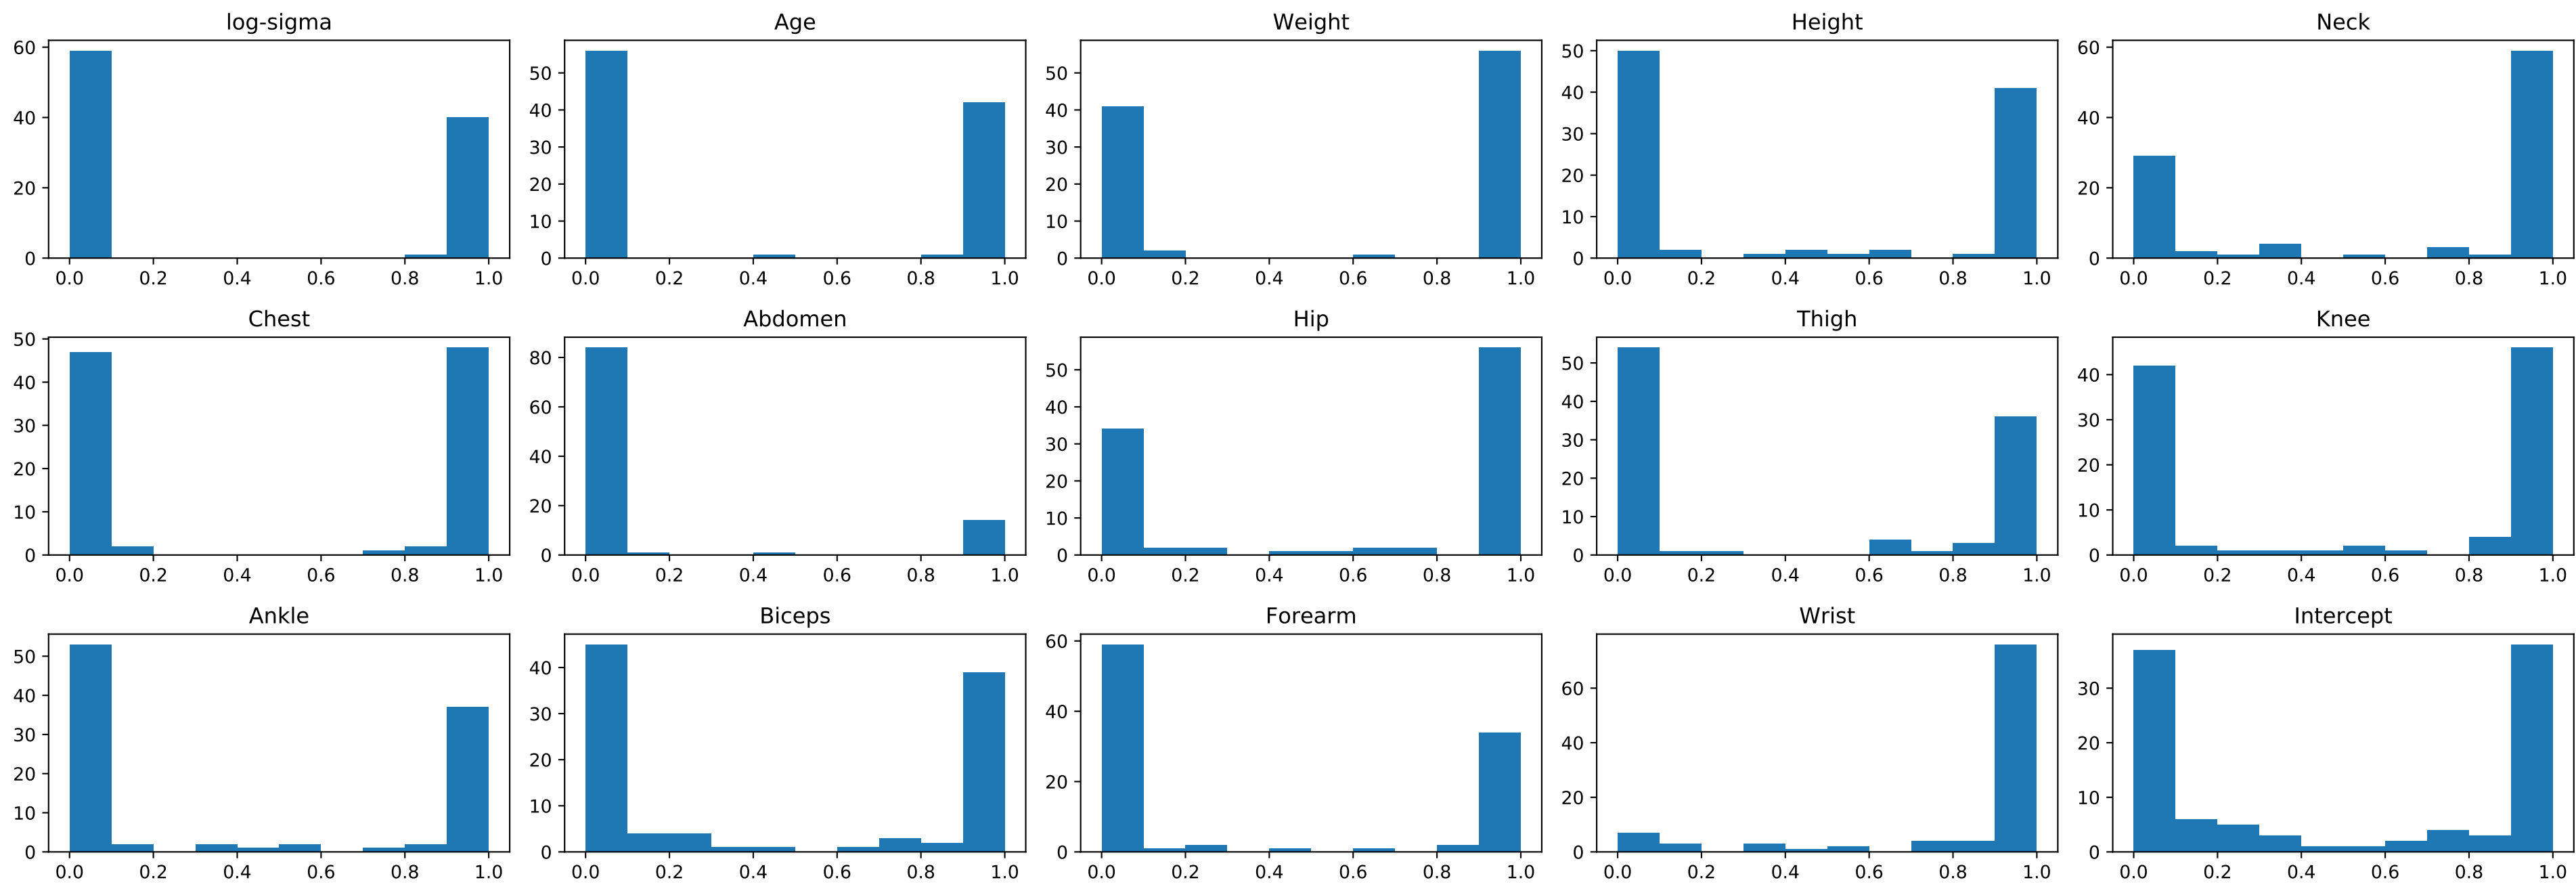 log-sigma Age Weight Height Neck
60 40 20 0
50 40 30 20 10 0
50 40 30 20 10 0
50 40 30 20 10 0
60 40 20 0
0.0 0.2 0.4 0.6 0.8 1.0 0.0 0.2 0.4 0.6 0.8 1.0 0.0 0.2 0.4 0.6 0.8 1.0 0.0 0.2 0.4 0.6 0.8 1.0 0.0 0.2 0.4 0.6 0.8 1.0
Chest Abdomen Hip Thigh Knee
50 40 30 20 10 0
80 60 40 20 0
50 40 30 20 10 0
50 40 30 20 10 0
40 30 20 10 0
0.0 0.2 0.4 0.6 0.8 1.0 0.0 0.2 0.4 0.6 0.8 1.0 0.0 0.2 0.4 0.6 0.8 1.0 0.0 0.2 0.4 0.6 0.8 1.0 0.0 0.2 0.4 0.6 0.8 1.0
Ankle Biceps Forearm Wrist Intercept
50 40 30 20 10 0
40 30 20 10 0
60 40 20 0
60 40 20 0
30 20 10 0
0.0 0.2 0.4 0.6 0.8 1.0 0.0 0.2 0.4 0.6 0.8 1.0 0.0 0.2 0.4 0.6 0.8 1.0 0.0 0.2 0.4 0.6 0.8 1.0 0.0 0.2 0.4 0.6 0.8 1.0